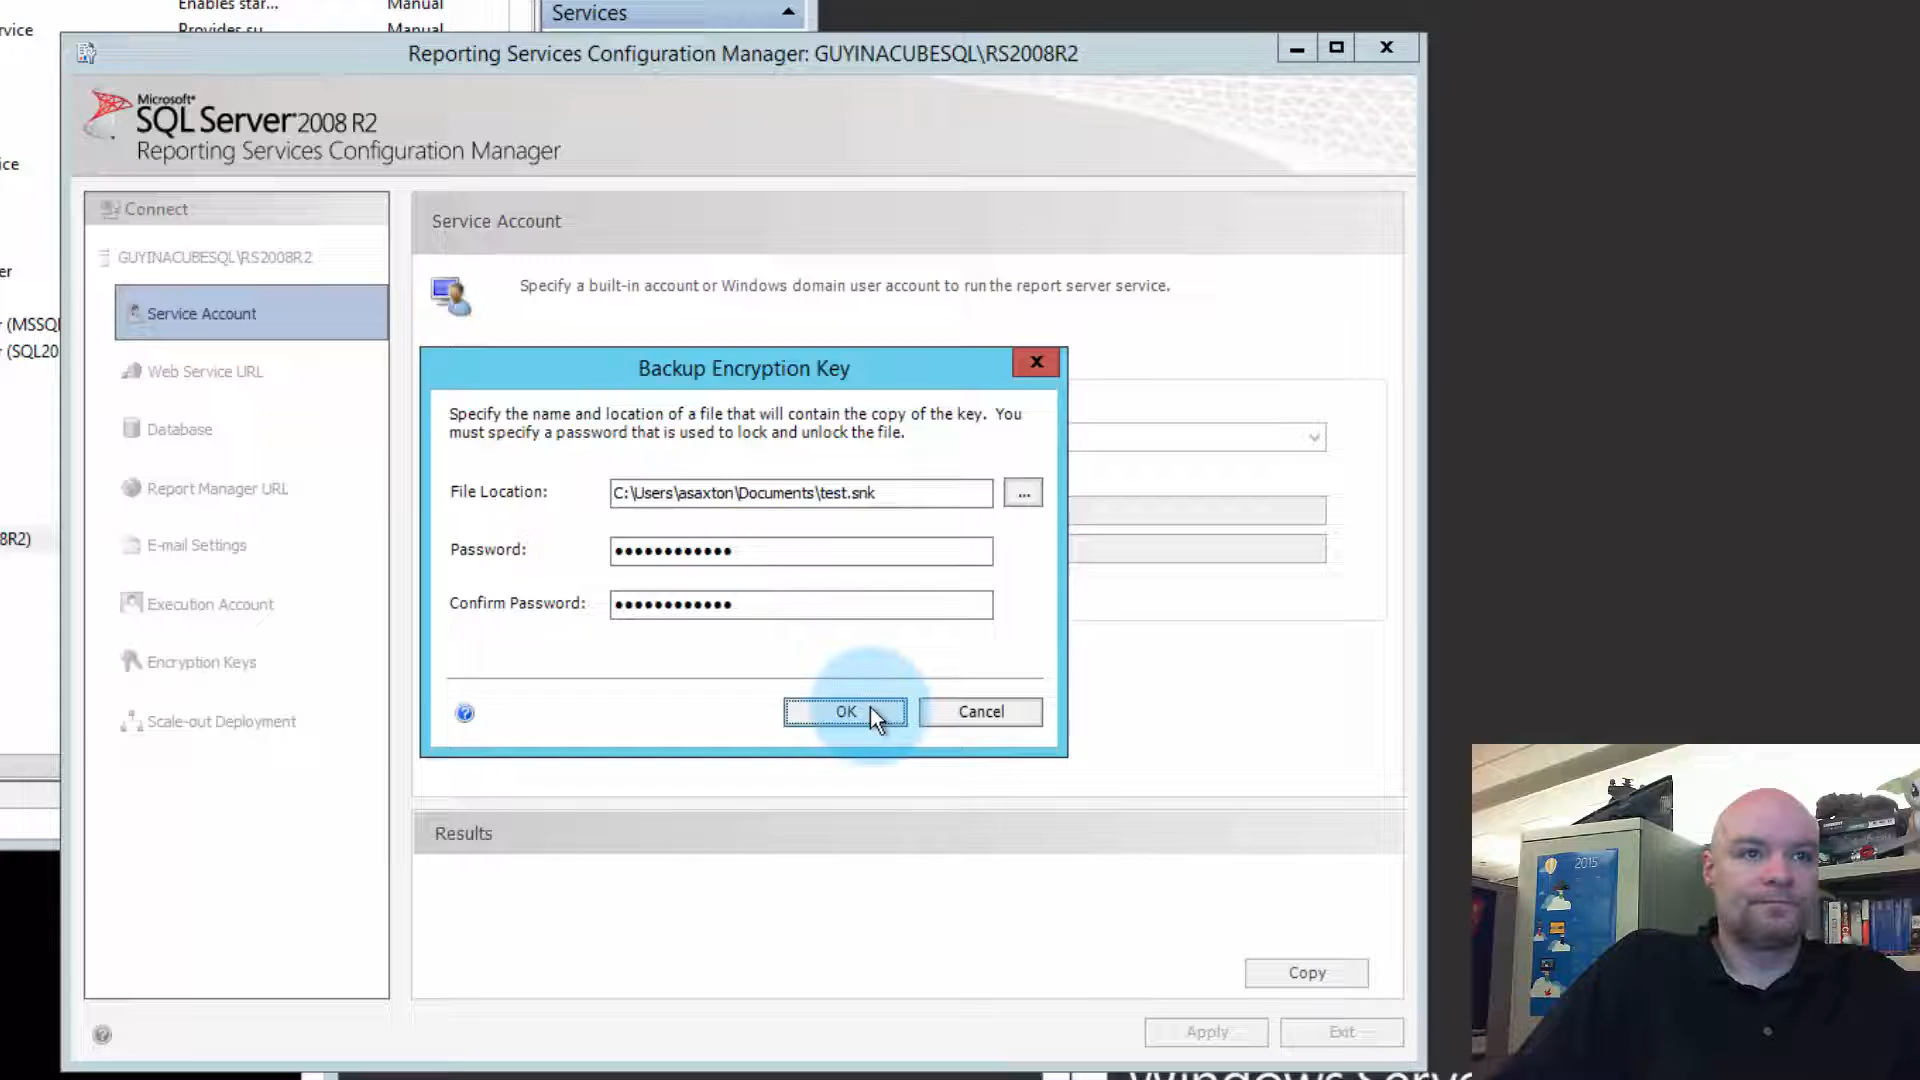 Enables star...
Manual
Services
vice
Provides su
Manual
Reporting Services Configuration Manager: GUYINACUBESQL\RS2008R2
Microsoft
SQL Server 2008 R2
Reporting Services Configuration Manager
ice
er
r (MSSQL
r (SQL20
8R2)
Connect
GUYINACUBESQL\RS2008R2
Service Account
Web Service URL
Database
Report Manager URL
E-mail Settings
Execution Account
Encryption Keys
Scale-out Deployment
Service Account
Specify a built-in account or Windows domain user account to run the report server service.
Backup Encryption Key
X
Specify the name and location of a file that will contain the copy of the key. You
must specify a password that is used to lock and unlock the file.
File Location:
C:\Users\asaxton\Documents\test.snk
...
Password:
••••••••••••
Confirm Password:
••••••••••••
?
OK
Cancel
Results
Copy
?
Apply
Exit
2015
Windows Serve